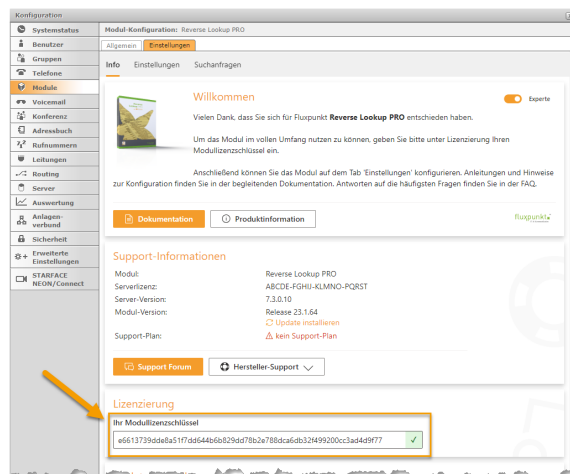 Konfiguration
Systemstatus
Benutzer
Gruppen
Telefone
Module
Voicemail
Konferenz
Adressbuch
Rufnummern
Leitungen
Routing
Server
Auswertung
Anlagen-
verbund
Sicherheit
Erweiterte
Einstellungen
STARFACE
NEON/Connect
Modul-Konfiguration: Reverse Lookup PRO
Allgemein Einstellungen
Info Einstellungen Suchanfragen
Willkommen
Experte
Vielen Dank, dass Sie sich für Fluxpunkt Reverse Lookup PRO entschieden haben.
Um das Modul im vollen Umfang nutzen zu können, geben Sie bitte unter Lizenzierung Ihren
Modullizenzschlüssel ein.
Anschließend können Sie das Modul auf dem Tab 'Einstellungen' konfigurieren. Anleitungen und Hinweise
zur Konfiguration finden Sie in der begleitenden Dokumentation. Antworten auf die häufigsten Fragen finden Sie in der FAQ.
Dokumentation Produktinformation fluxpunkt
Support-Informationen
Modul: Reverse Lookup PRO
Serverlizenz: ABCDE-FGHIJ-KLMNO-PQRST
Server-Version: 7.3.0.10
Modul-Version: Release 23.1.64
Update installieren
Support-Plan: kein Support-Plan
Support Forum Hersteller-Support
Lizenzierung
Ihr Modullizenzschlüssel
e6613739dde8a51f7dd644b6b829dd78b2e788dca6db32f499200cc3ad4d9f77